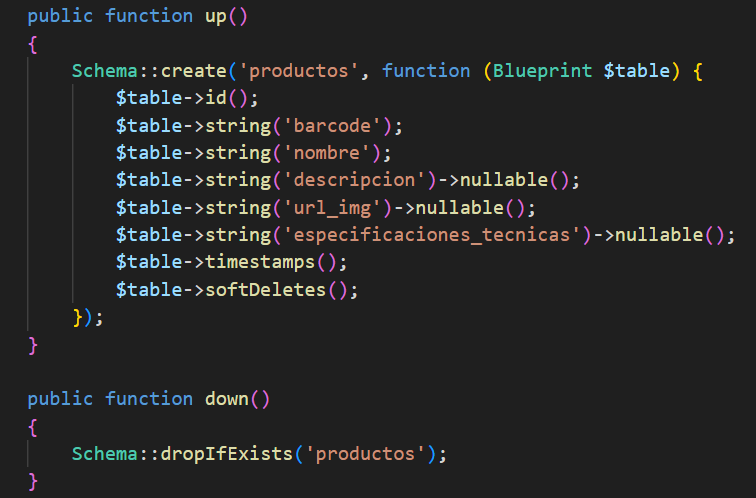 public function up()
{
Schema::create('productos', function (Blueprint $table) {
$table->id();
$table->string('barcode');
$table->string('nombre');
$table->string('descripcion')->nullable();
$table->string('url_img')->nullable();
$table->string('especificaciones_tecnicas')->nullable();
$table->timestamps();
$table->softDeletes();
});
}
public function down()
{
Schema::dropIfExists('productos');
}